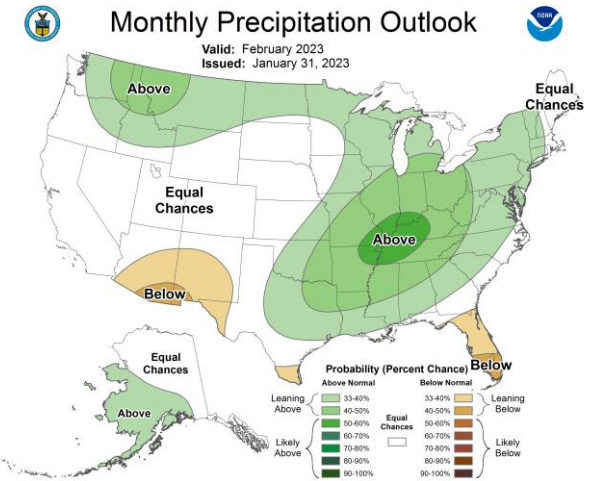 Monthly Precipitation Outlook
Valid: February 2023
Issued: January 31, 2023
NOAA
Above
Equal
Chances
Equal
Chances
Above
Below
Equal
Chances
Above
Below
Probability (Percent Chance)
Above Normal
Below Normal
Leaning
Above
33-40%
40-50%
Likely
Above
50-60%
60-70%
70-80%
80-90%
90-100%
Equal
Chances
33-40%
40-50%
Leaning
Below
50-60%
60-70%
70-80%
80-90%
90-100%
Likely
Below